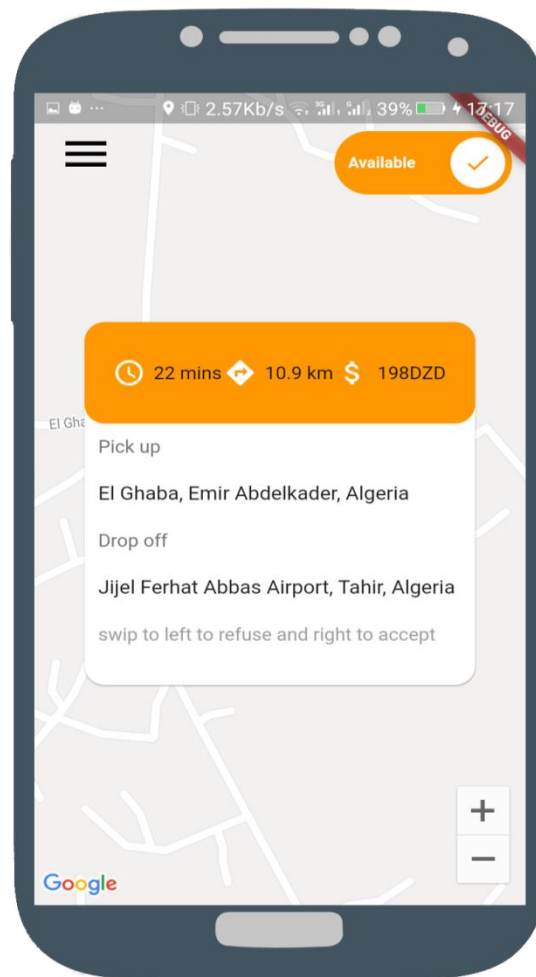 2.57Kb/s 3G 39% 17:17
DEBUG
Available
22 mins 10.9 km $ 198DZD
El Gha
Pick up
El Ghaba, Emir Abdelkader, Algeria
Drop off
Jijel Ferhat Abbas Airport, Tahir, Algeria
swip to left to refuse and right to accept
+
−
Google